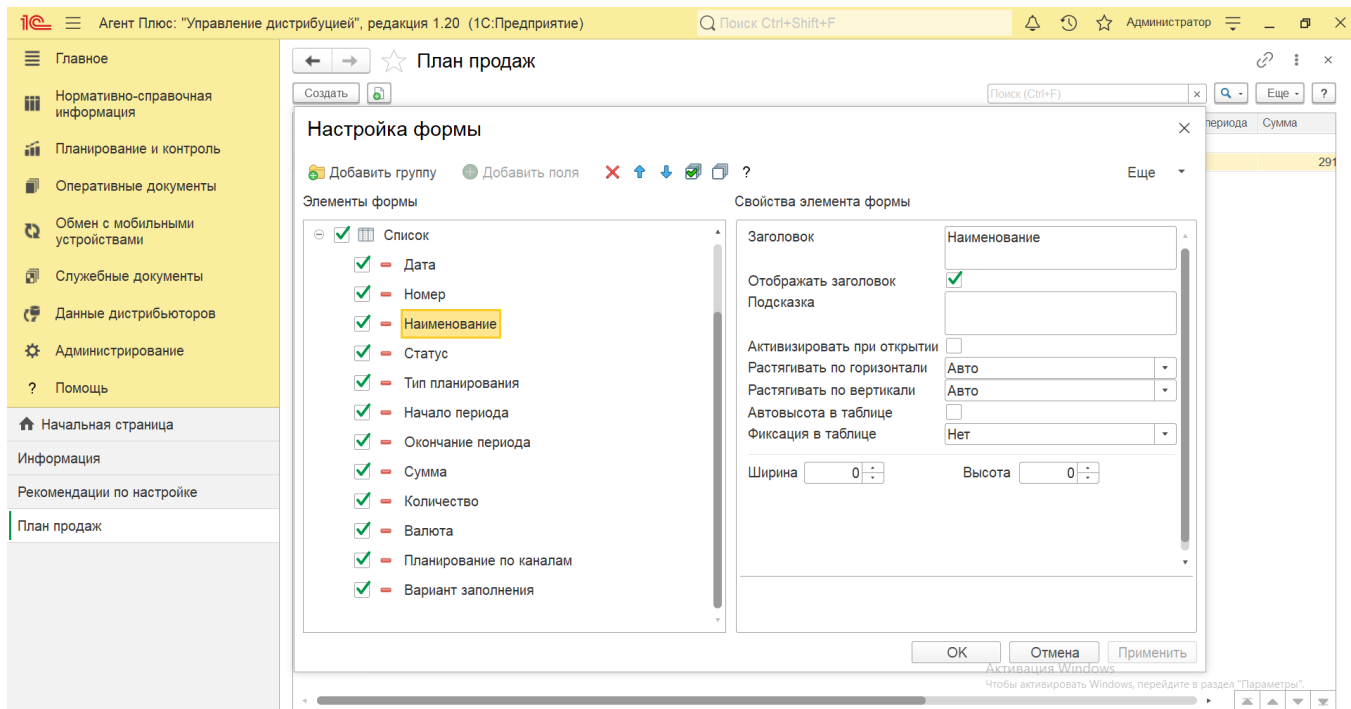 1С Агент Плюс: "Управление дистрибуцией", редакция 1.20 (1С:Предприятие) Поиск Ctrl+Shift+F Администратор
Главное
Нормативно-справочная
информация
Планирование и контроль
Оперативные документы
Обмен с мобильными
устройствами
Служебные документы
Данные дистрибьюторов
Администрирование
? Помощь
Начальная страница
Информация
Рекомендации по настройке
План продаж
План продаж
Создать Поиск (Ctrl+F) Еще ?
периода Сумма
291
Настройка формы
Добавить группу Добавить поля ? Еще
Элементы формы
Список
Дата
Номер
Наименование
Статус
Тип планирования
Начало периода
Окончание периода
Сумма
Количество
Валюта
Планирование по каналам
Вариант заполнения
Свойства элемента формы
Заголовок Наименование
Отображать заголовок
Подсказка
Активизировать при открытии
Растягивать по горизонтали Авто
Растягивать по вертикали Авто
Автовысота в таблице
Фиксация в таблице Нет
Ширина 0 Высота 0
OK Отмена Применить
Активация Windows
Чтобы активировать Windows, перейдите в раздел "Параметры".